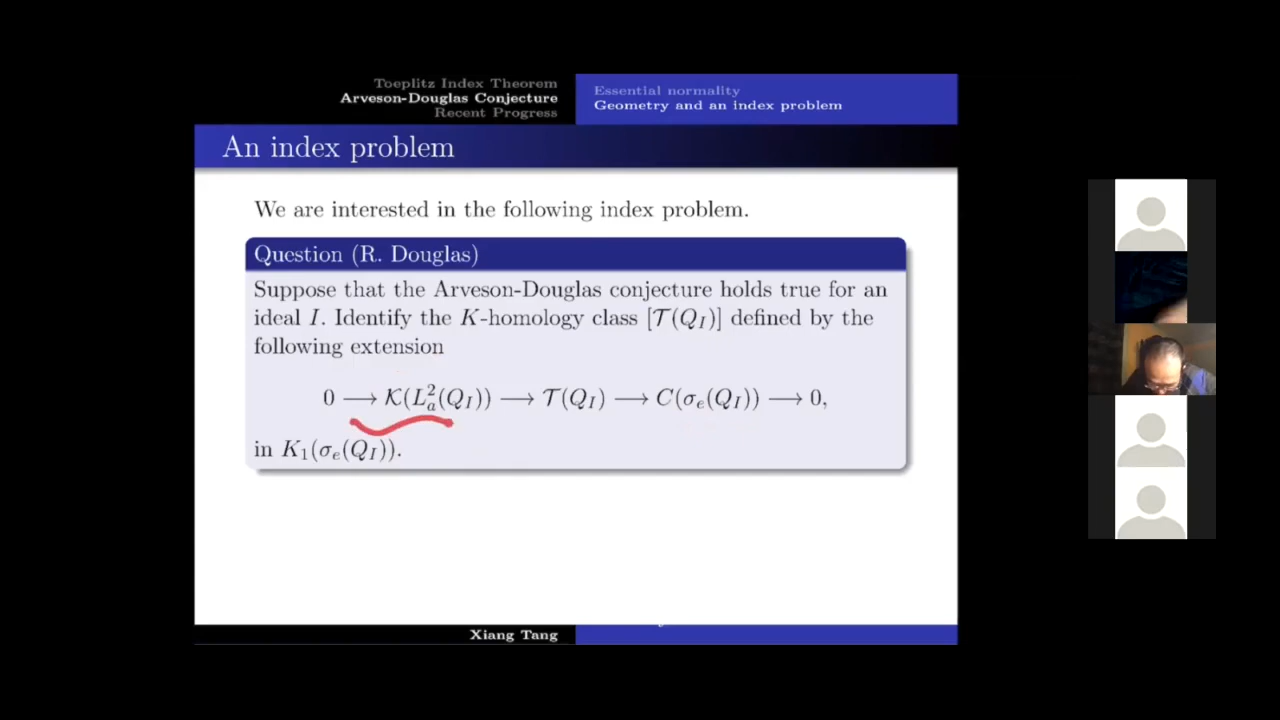 Toeplitz Index Theorem
Arveson-Douglas Conjecture
Recent Progress
Essential normality
Geometry and an index problem
An index problem
We are interested in the following index problem.
Question (R. Douglas)
Suppose that the Arveson-Douglas conjecture holds true for an
ideal I. Identify the K-homology class [𝒯(Q_I)] defined by the
following extension
0 ⟶ 𝒦(L²_a(Q_I)) ⟶ 𝒯(Q_I) ⟶ C(σ_e(Q_I)) ⟶ 0,
in K₁(σ_e(Q_I)).
Xiang Tang